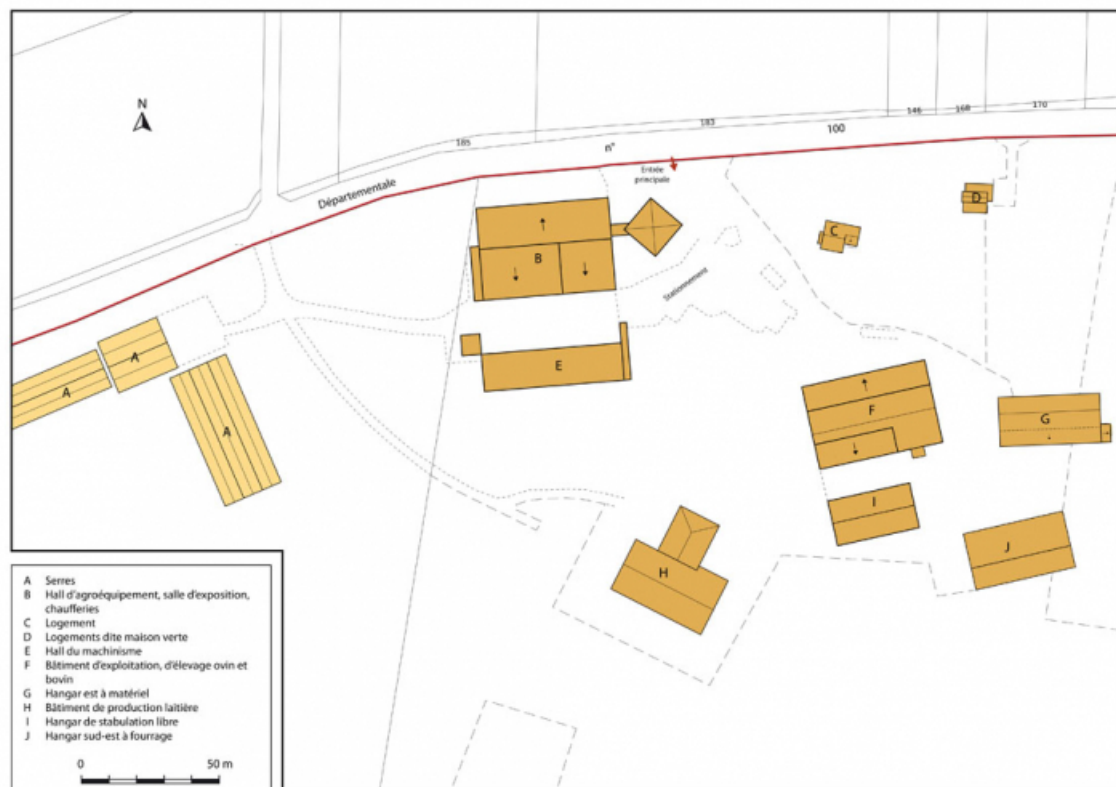 N
185
183
146
168
170
n°
100
Départementale
Entrée
principale
D
C
B
Stationnement
E
A
A
A
F
G
I
J
H
A Serres
B Hall d'agroéquipement, salle d'exposition,
chaufferies
C Logement
D Logements dite maison verte
E Hall du machinisme
F Bâtiment d'exploitation, d'élevage ovin et
bovin
G Hangar est à matériel
H Bâtiment de production laitière
I Hangar de stabulation libre
J Hangar sud-est à fourrage
0 50 m